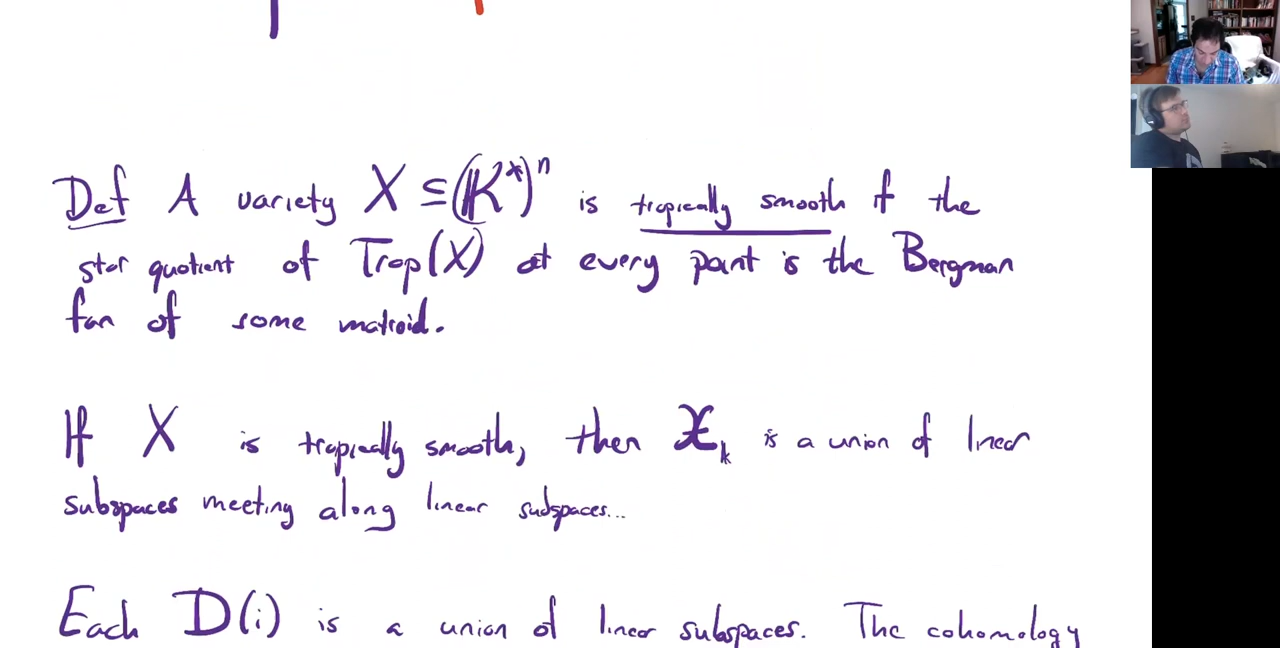 Def A variety X ⊆ (K^x)^n is tropically smooth if the
star quotient of Trop(X) at every point is the Bergman
fan of some matroid.
If X is tropically smooth, then 𝔛_k is a union of linear
subspaces meeting along linear subspaces...
Each D(i) is a union of linear subspaces. The cohomology